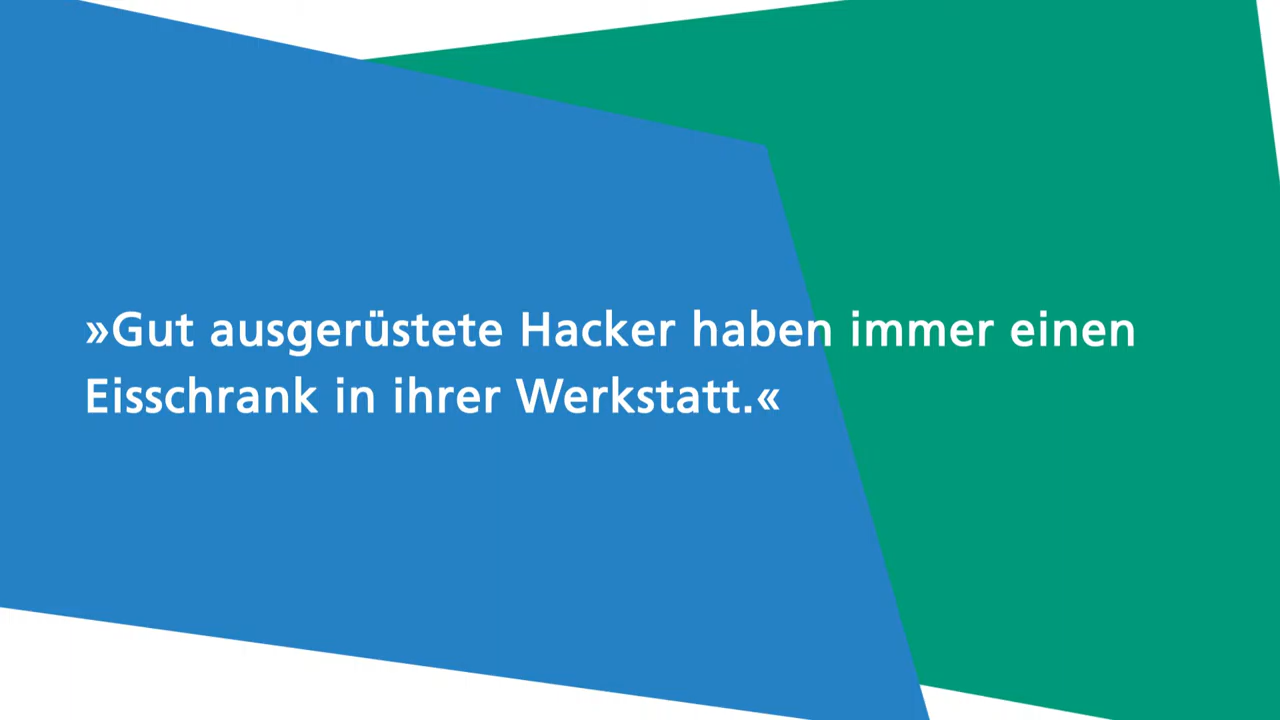 »Gut ausgerüstete Hacker haben immer einen
Eisschrank in ihrer Werkstatt.«